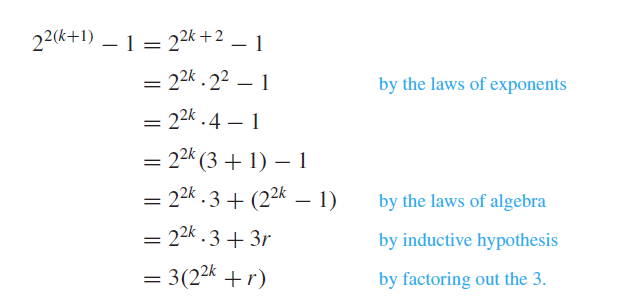 2^{2(k+1)} − 1 = 2^{2k+2} − 1
= 2^{2k} · 2^2 − 1 by the laws of exponents
= 2^{2k} · 4 − 1
= 2^{2k}(3 + 1) − 1
= 2^{2k} · 3 + (2^{2k} − 1) by the laws of algebra
= 2^{2k} · 3 + 3r by inductive hypothesis
= 3(2^{2k} + r) by factoring out the 3.